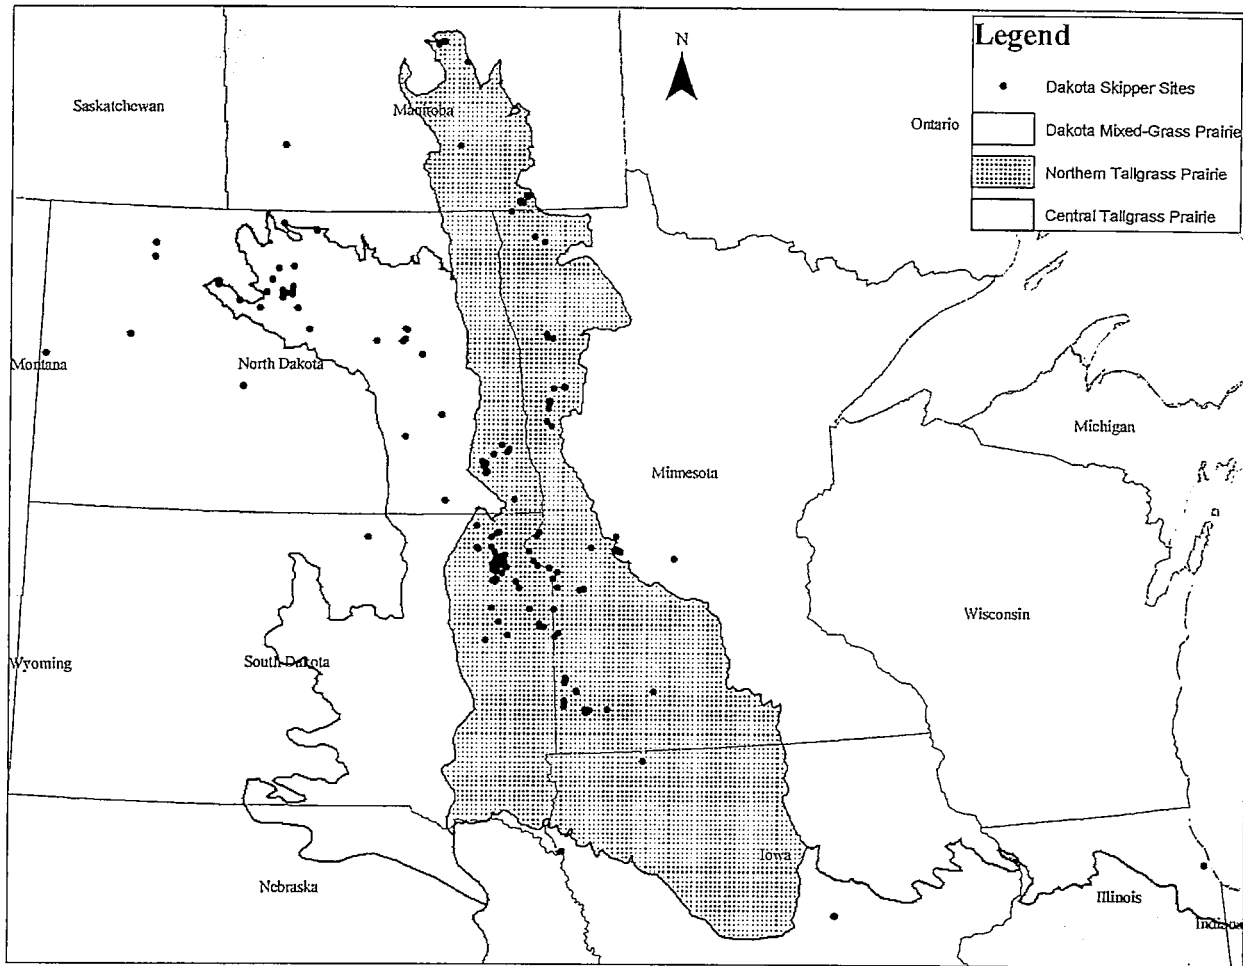 Legend
N
Dakota Skipper Sites
Saskatchewan
Manitoba
Ontario
Dakota Mixed-Grass Prairie
Northern Tallgrass Prairie
Central Tallgrass Prairie
Montana
North Dakota
Michigan
Minnesota
Wisconsin
Wyoming
South Dakota
Iowa
Nebraska
Illinois
Indiana